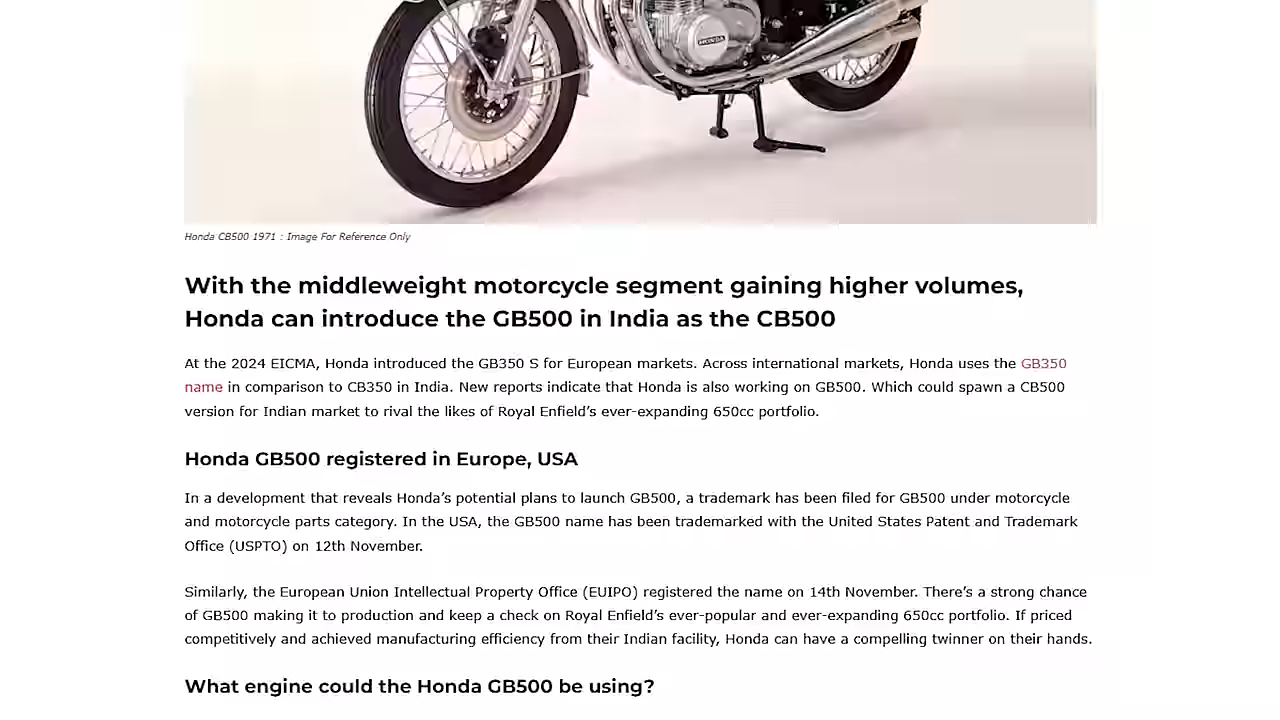 HONDA
Honda CB500 1971 : Image For Reference Only
With the middleweight motorcycle segment gaining higher volumes,
Honda can introduce the GB500 in India as the CB500
At the 2024 EICMA, Honda introduced the GB350 S for European markets. Across international markets, Honda uses the GB350
name in comparison to CB350 in India. New reports indicate that Honda is also working on GB500. Which could spawn a CB500
version for Indian market to rival the likes of Royal Enfield’s ever-expanding 650cc portfolio.
Honda GB500 registered in Europe, USA
In a development that reveals Honda’s potential plans to launch GB500, a trademark has been filed for GB500 under motorcycle
and motorcycle parts category. In the USA, the GB500 name has been trademarked with the United States Patent and Trademark
Office (USPTO) on 12th November.
Similarly, the European Union Intellectual Property Office (EUIPO) registered the name on 14th November. There’s a strong chance
of GB500 making it to production and keep a check on Royal Enfield’s ever-popular and ever-expanding 650cc portfolio. If priced
competitively and achieved manufacturing efficiency from their Indian facility, Honda can have a compelling twinner on their hands.
What engine could the Honda GB500 be using?